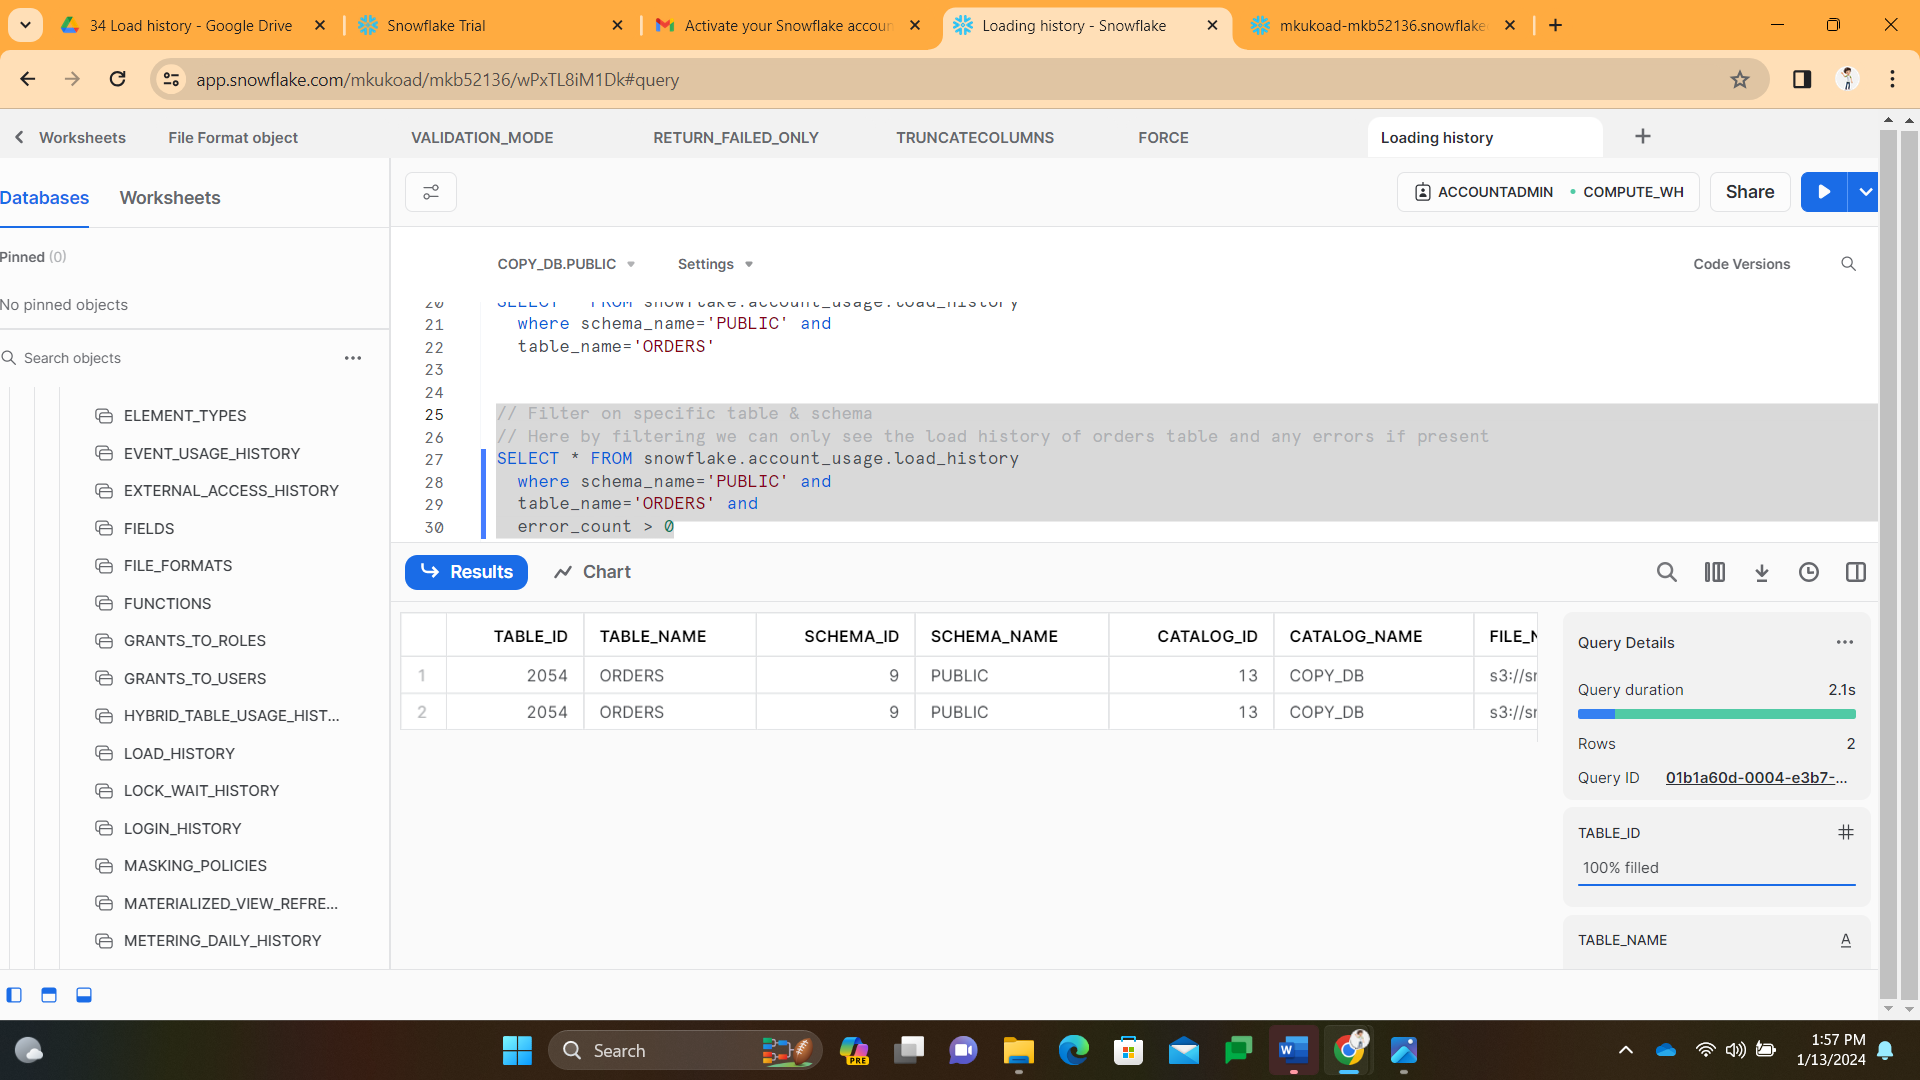 34 Load history - Google Drive
Snowflake Trial
Activate your Snowflake accoun
Loading history - Snowflake
mkukoad-mkb52136.snowflake
app.snowflake.com/mkukoad/mkb52136/wPxTL8iM1Dk#query
Worksheets
File Format object
VALIDATION_MODE
RETURN_FAILED_ONLY
TRUNCATECOLUMNS
FORCE
Loading history
Databases
Worksheets
ACCOUNTADMIN
COMPUTE_WH
Share
Pinned (0)
No pinned objects
Search objects
ELEMENT_TYPES
EVENT_USAGE_HISTORY
EXTERNAL_ACCESS_HISTORY
FIELDS
FILE_FORMATS
FUNCTIONS
GRANTS_TO_ROLES
GRANTS_TO_USERS
HYBRID_TABLE_USAGE_HIST...
LOAD_HISTORY
LOCK_WAIT_HISTORY
LOGIN_HISTORY
MASKING_POLICIES
MATERIALIZED_VIEW_REFRE...
METERING_DAILY_HISTORY
COPY_DB.PUBLIC
Settings
Code Versions
20 SELECT * FROM snowflake.account_usage.load_history
21 where schema_name='PUBLIC' and
22 table_name='ORDERS'
23
24
25 // Filter on specific table & schema
26 // Here by filtering we can only see the load history of orders table and any errors if present
27 SELECT * FROM snowflake.account_usage.load_history
28 where schema_name='PUBLIC' and
29 table_name='ORDERS' and
30 error_count > 0
Results
Chart
TABLE_ID TABLE_NAME SCHEMA_ID SCHEMA_NAME CATALOG_ID CATALOG_NAME FILE_N
1 2054 ORDERS 9 PUBLIC 13 COPY_DB s3://sn
2 2054 ORDERS 9 PUBLIC 13 COPY_DB s3://sn
Query Details
Query duration 2.1s
Rows 2
Query ID 01b1a60d-0004-e3b7-...
TABLE_ID
100% filled
TABLE_NAME
A
Search
PRE
1:57 PM
1/13/2024